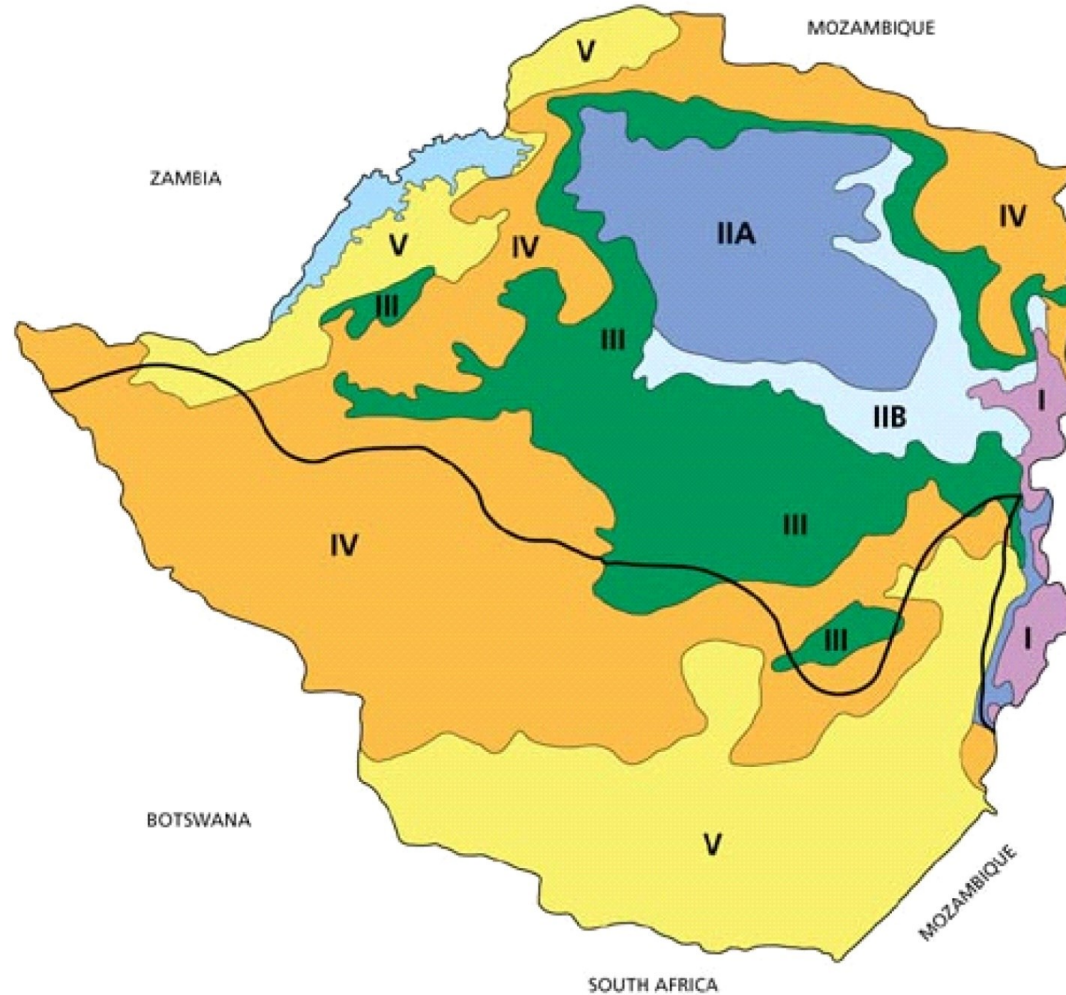 MOZAMBIQUE
V
ZAMBIA
IV
IIA
V
IV
III
III
I
IIB
III
IV
III
I
BOTSWANA
V
MOZAMBIQUE
SOUTH AFRICA